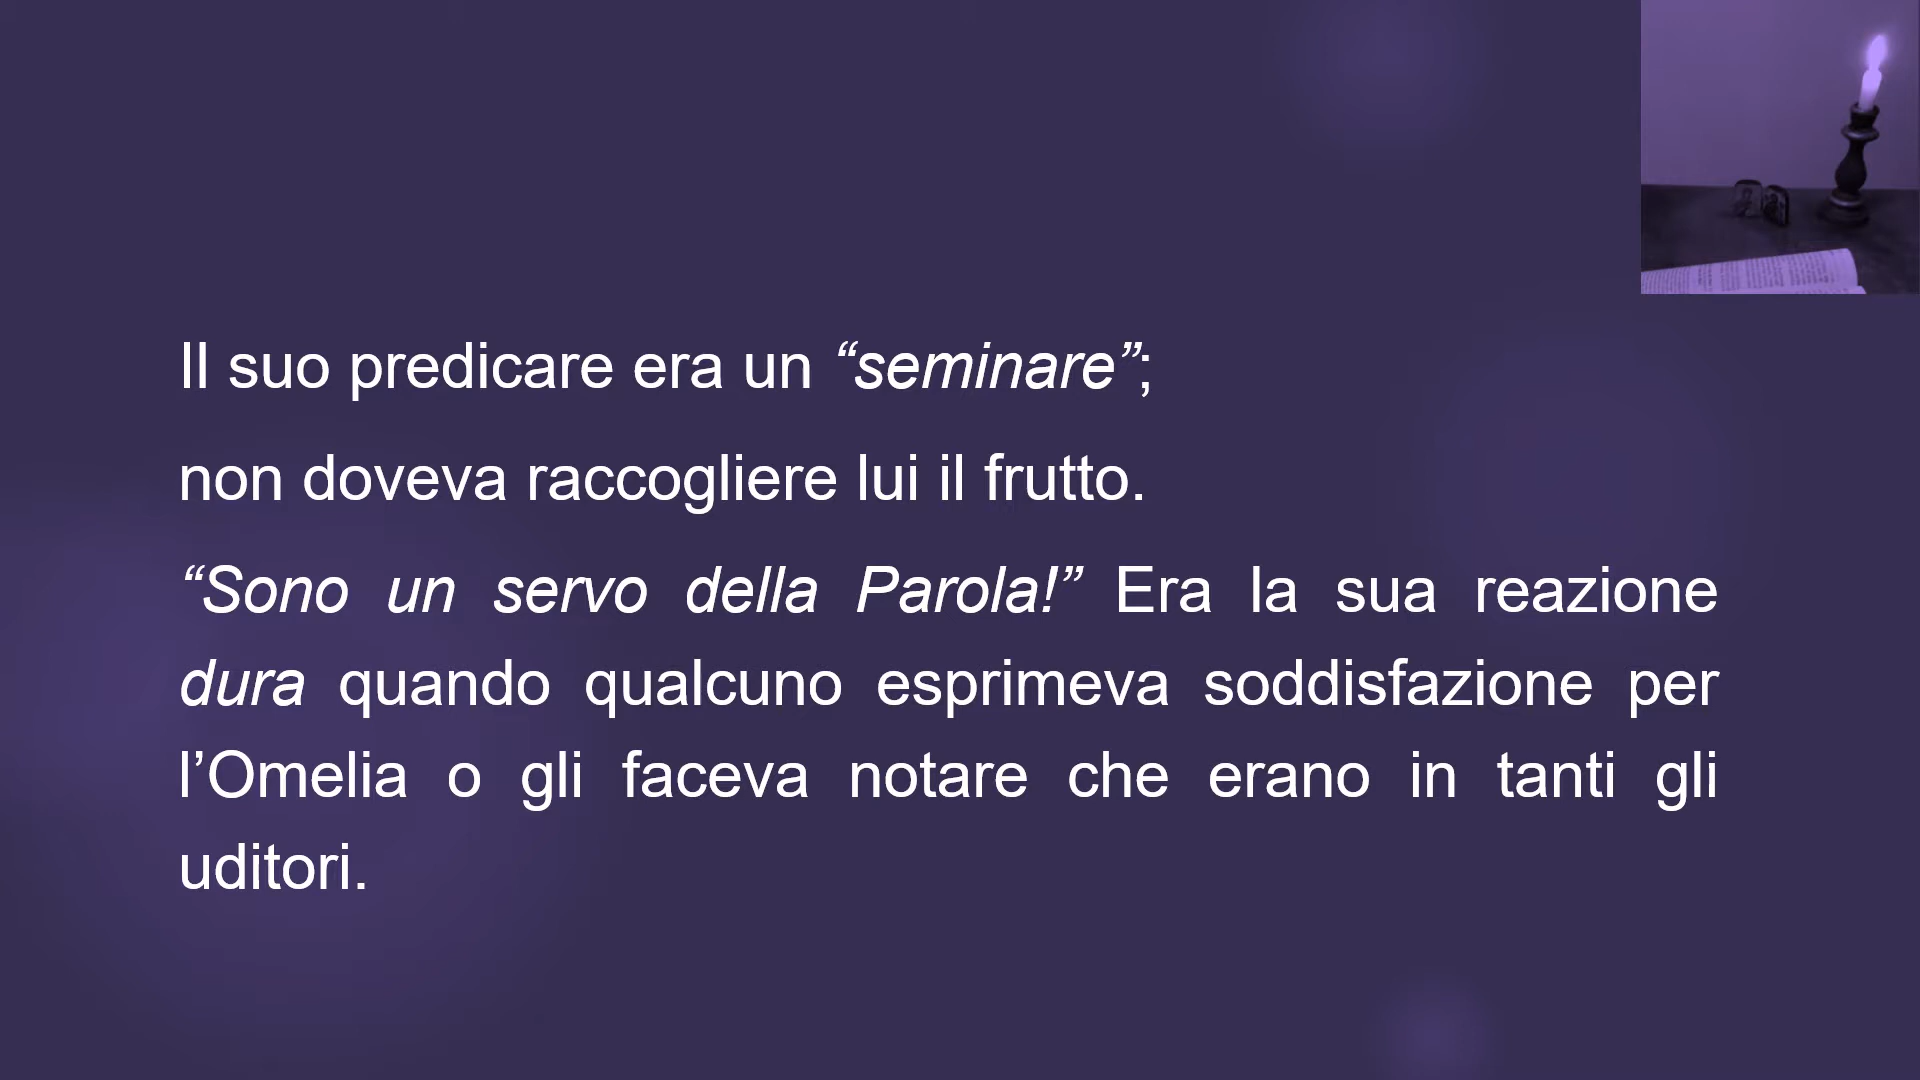 Il suo predicare era un “seminare”;
non doveva raccogliere lui il frutto.
“Sono un servo della Parola!” Era la sua reazione
dura quando qualcuno esprimeva soddisfazione per
l’Omelia o gli faceva notare che erano in tanti gli
uditori.